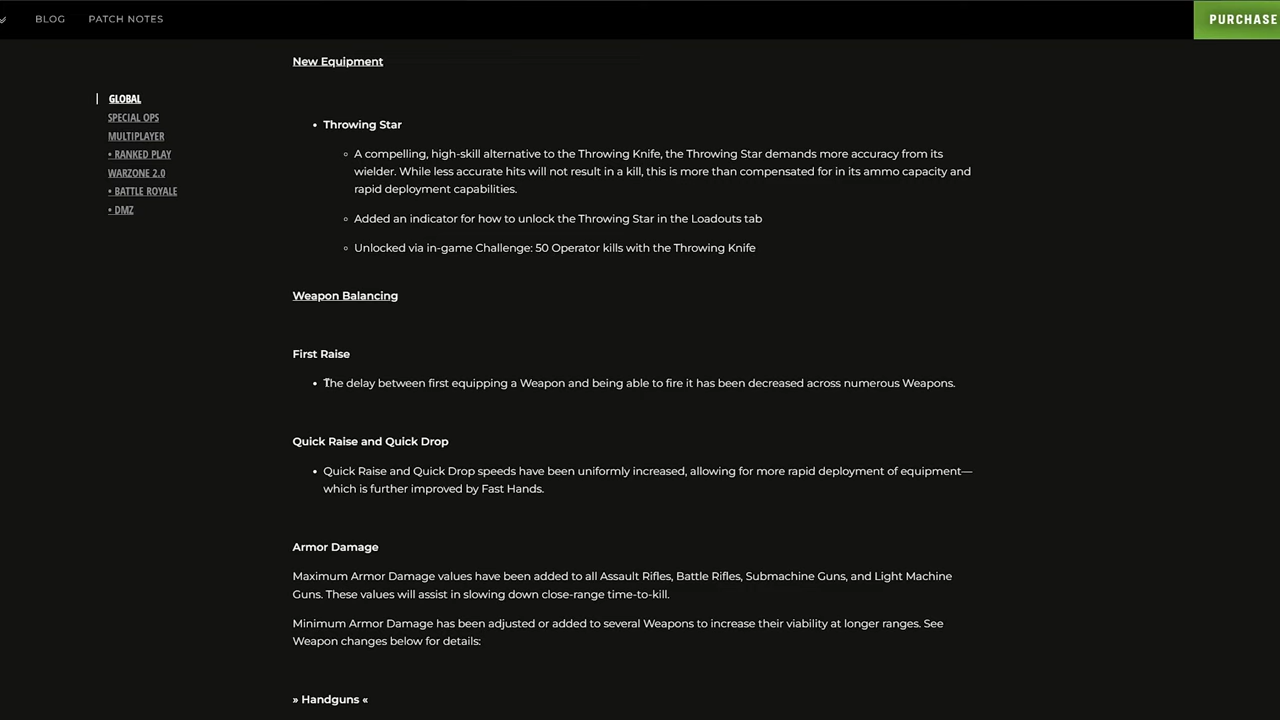 BLOG PATCH NOTES PURCHASE
New Equipment
GLOBAL
SPECIAL OPS
MULTIPLAYER
• RANKED PLAY
WARZONE 2.0
• BATTLE ROYALE
• DMZ
• Throwing Star
◦ A compelling, high-skill alternative to the Throwing Knife, the Throwing Star demands more accuracy from its
wielder. While less accurate hits will not result in a kill, this is more than compensated for in its ammo capacity and
rapid deployment capabilities.
◦ Added an indicator for how to unlock the Throwing Star in the Loadouts tab
◦ Unlocked via in-game Challenge: 50 Operator kills with the Throwing Knife
Weapon Balancing
First Raise
• The delay between first equipping a Weapon and being able to fire it has been decreased across numerous Weapons.
Quick Raise and Quick Drop
• Quick Raise and Quick Drop speeds have been uniformly increased, allowing for more rapid deployment of equipment—
which is further improved by Fast Hands.
Armor Damage
Maximum Armor Damage values have been added to all Assault Rifles, Battle Rifles, Submachine Guns, and Light Machine
Guns. These values will assist in slowing down close-range time-to-kill.
Minimum Armor Damage has been adjusted or added to several Weapons to increase their viability at longer ranges. See
Weapon changes below for details:
» Handguns «